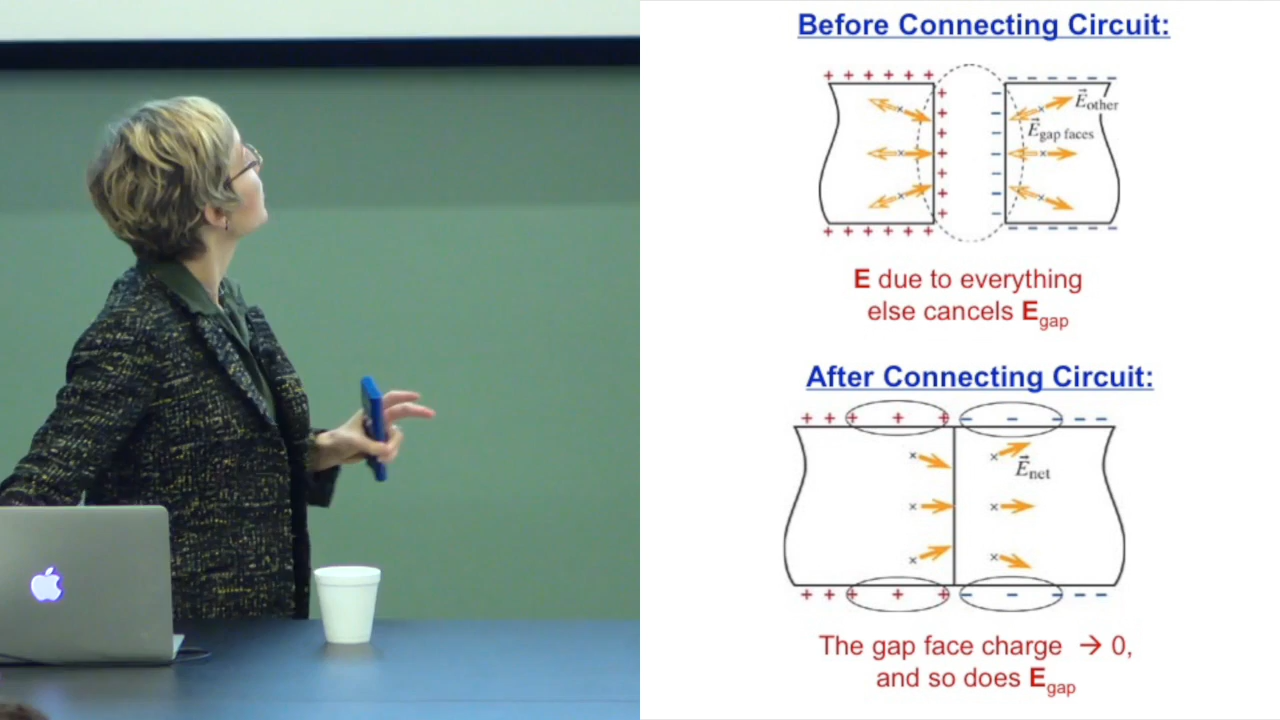 Before Connecting Circuit:
+ + + + + +
- - - - - - -
+ + + + + + +
- - - - - - -
E⃗other
E⃗gap faces
+ + + + + +
- - - - - - -
E due to everything
else cancels Egap
After Connecting Circuit:
+ + + + + - - - - -
E⃗net
+ + + + + - - - - -
The gap face charge → 0,
and so does Egap